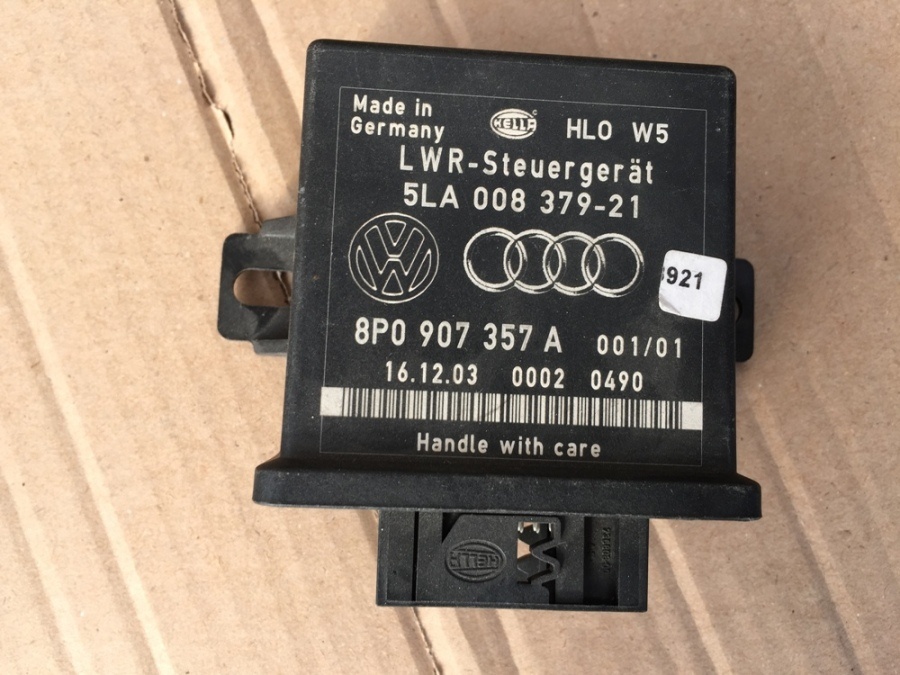 Made in
Germany
HELLA
HLO W5
LWR-Steuergerät
5LA 008 379-21
VW
921
8P0 907 357 A 001/01
16.12.03 0002 0490
Handle with care
HELLA